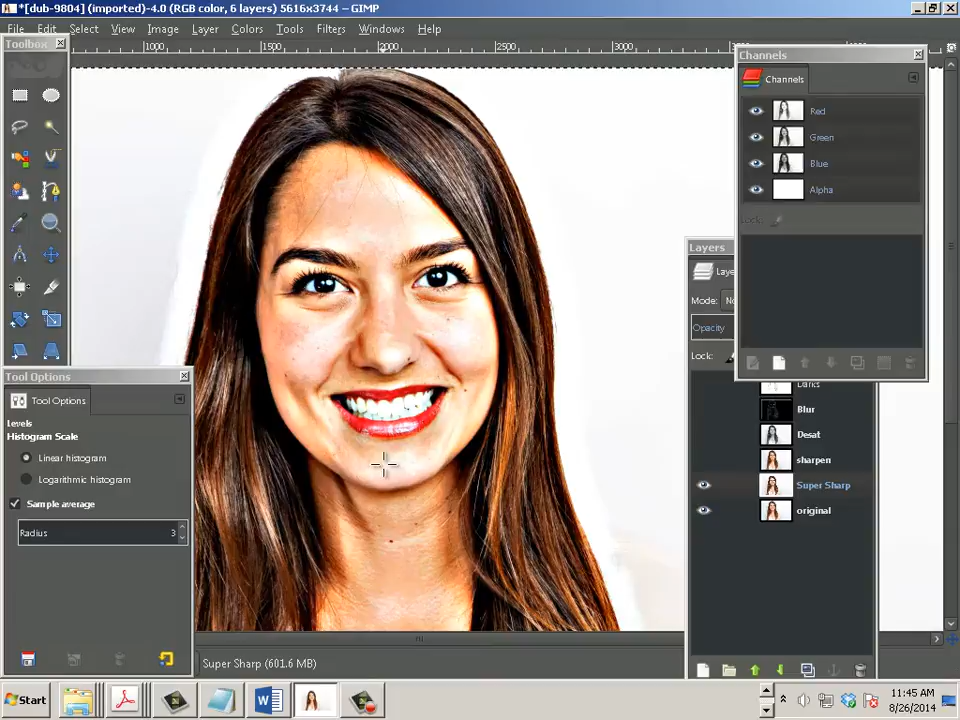 *[dub-9804] (imported)-4.0 (RGB color, 6 layers) 5616x3744 – GIMP
File Edit Select View Image Layer Colors Tools Filters Windows Help
Toolbox
1000 1500 2000 2500 3000
Channels
Channels
Red
Green
Blue
Alpha
Lock:
Layers
Mode:
Opacity
Lock:
Blur
Desat
sharpen
Super Sharp
original
Tool Options
Tool Options
Levels
Histogram Scale
Linear histogram
Logarithmic histogram
Sample average
Radius 3
Super Sharp (601.6 MB)
Start
11:45 AM
8/26/2014